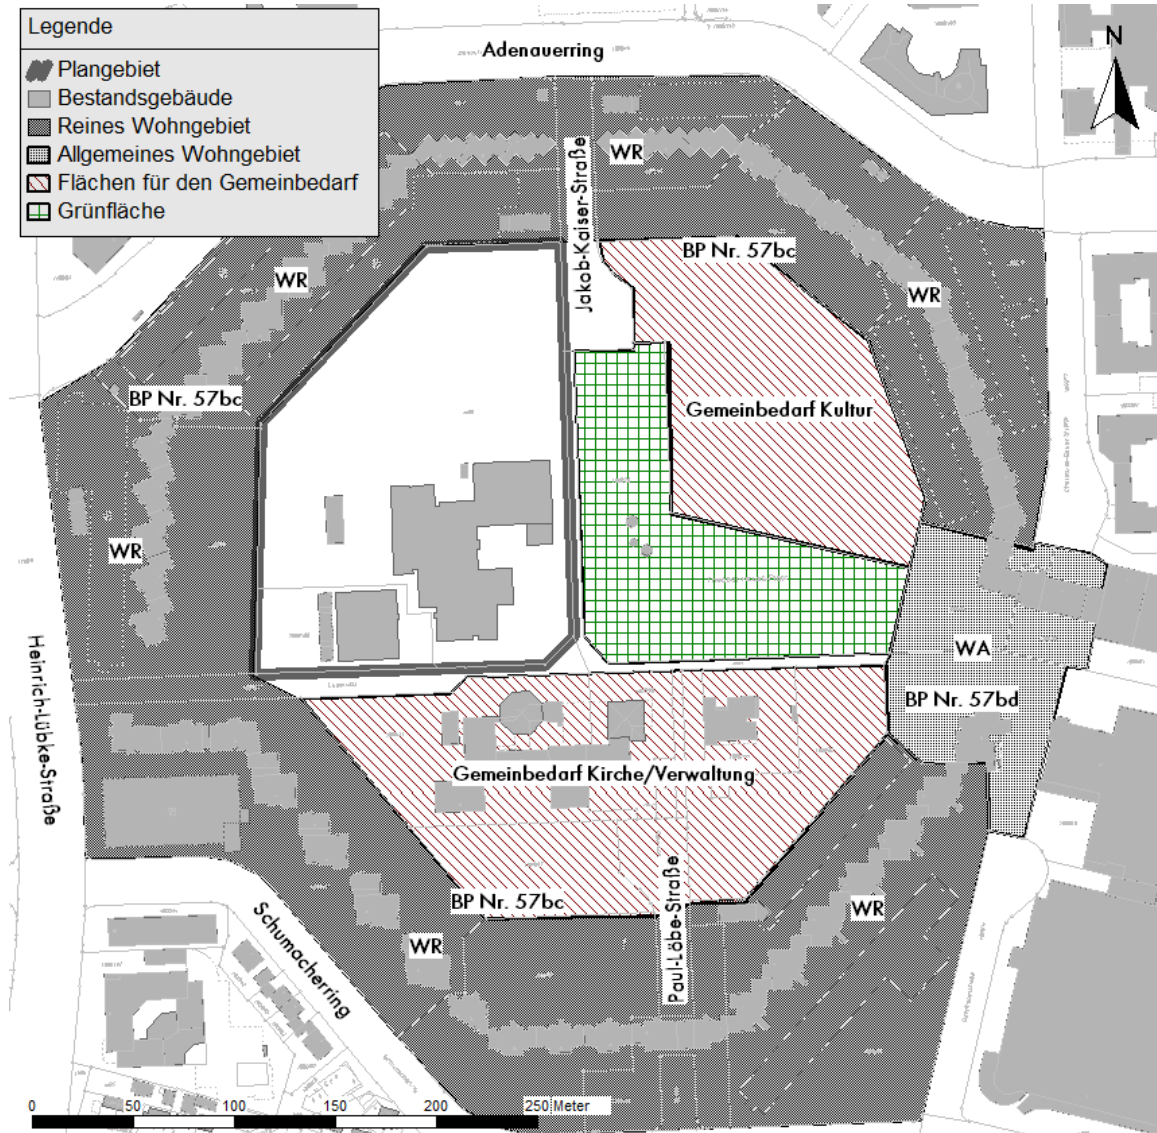 Legende
Plangebiet
Bestandsgebäude
Reines Wohngebiet
Allgemeines Wohngebiet
Flächen für den Gemeinbedarf
Grünfläche
Adenauerring
N
Jakob-Kaiser-Straße
WR
BP Nr. 57bc
WR
WR
BP Nr. 57bc
Gemeinbedarf Kultur
WR
Heinrich-Lübke-Straße
WA
BP Nr. 57bd
Gemeinbedarf Kirche/Verwaltung
BP Nr. 57bc
Paul-Löbe-Straße
WR
WR
Schumacherring
0 50 100 150 200 250 Meter